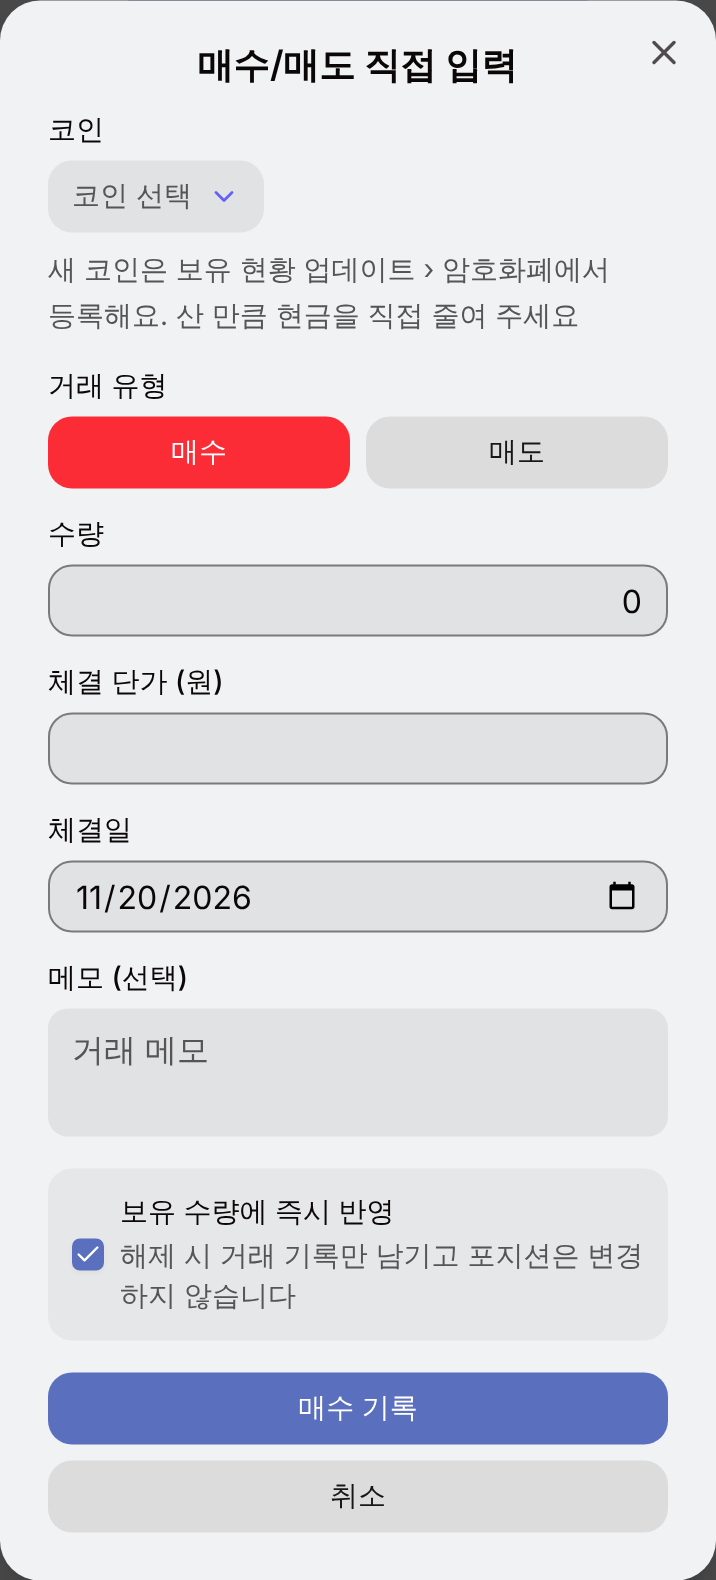 매수/매도 직접 입력
코인
코인 선택
새 코인은 보유 현황 업데이트 › 암호화폐에서
등록해요. 산 만큼 현금을 직접 줄여 주세요
거래 유형
매수
매도
수량
0
체결 단가 (원)
체결일
11/20/2026
메모 (선택)
거래 메모
보유 수량에 즉시 반영
해제 시 거래 기록만 남기고 포지션은 변경
하지 않습니다
매수 기록
취소